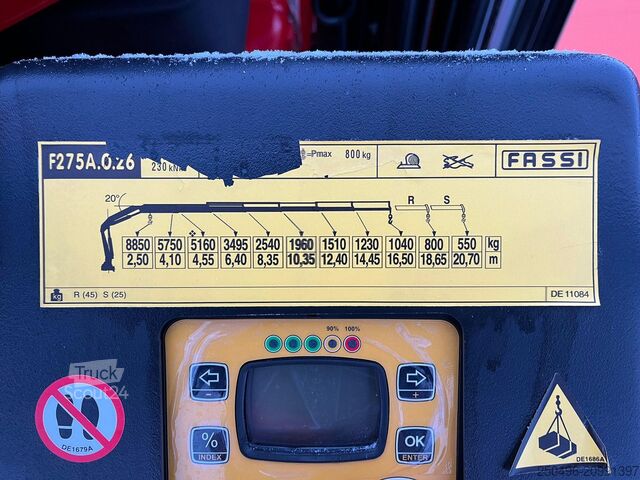 F275A.0.26
230 kN
=Pmax 800 kg
FASSI
20°
R S
8850 5750 5160 3495 2540 1960 1510 1230 1040 800 550 kg
2,50 4,10 4,55 6,40 8,35 10,35 12,40 14,45 16,50 18,65 20,70 m
kg R (45) S (25) DE 11084
90% 100%
- +
% INDEX
OK ENTER
Truck
Scout24
DE1679A
DE1686A